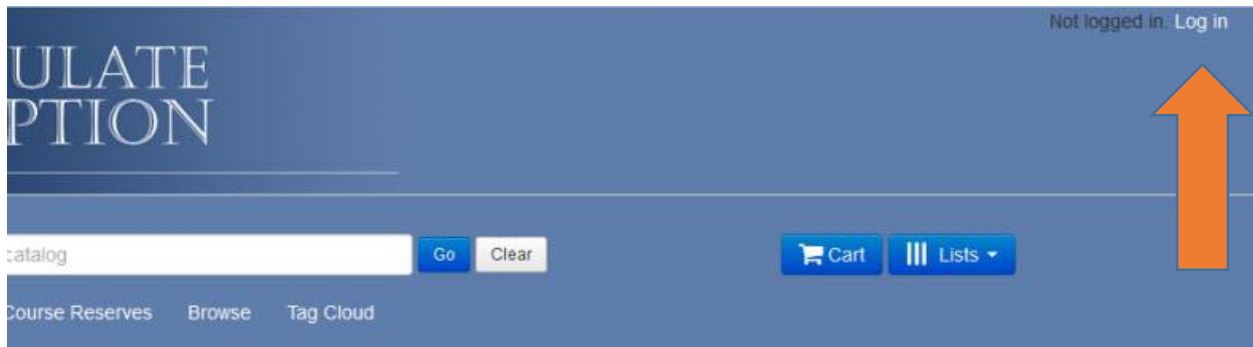 Not logged in. Log in
ULATE
PTION
catalog Go Clear Cart Lists
Course Reserves Browse Tag Cloud